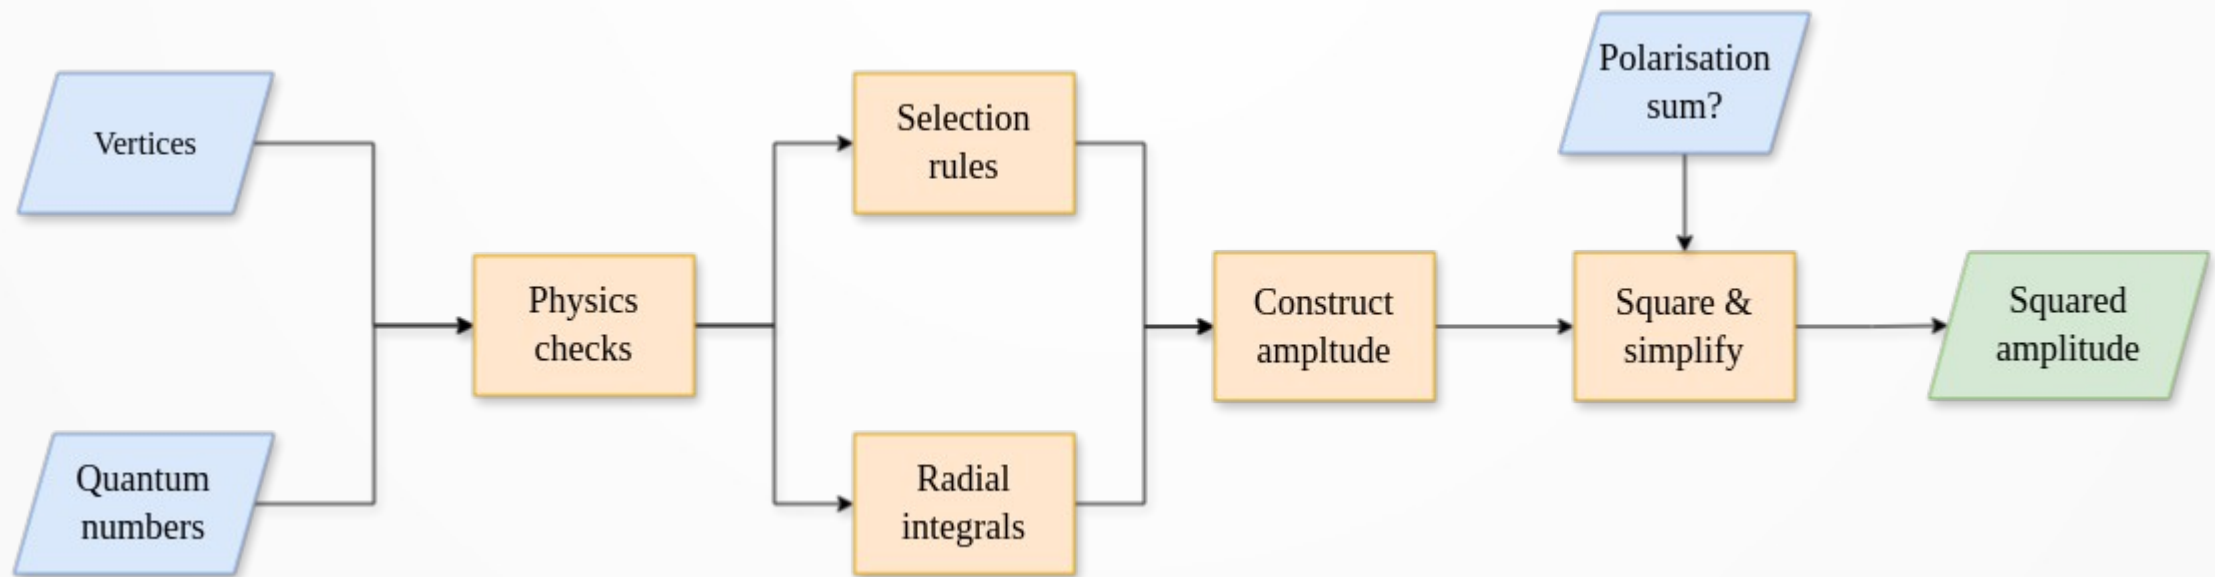 Vertices
Quantum
numbers
Physics
checks
Selection
rules
Radial
integrals
Construct
ampltude
Polarisation
sum?
Square &
simplify
Squared
amplitude